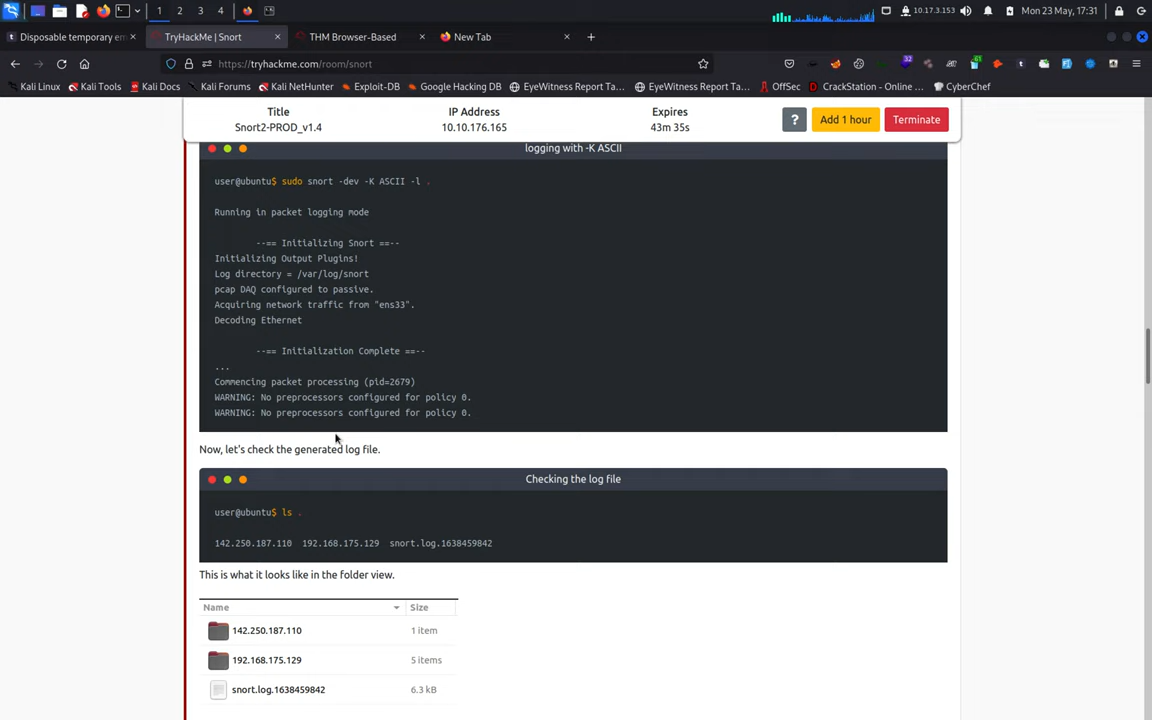 1 2 3 4 10.17.3.153 Mon 23 May, 17:31
Disposable temporary em TryHackMe | Snort THM Browser-Based New Tab
https://tryhackme.com/room/snort
Kali Linux Kali Tools Kali Docs Kali Forums Kali NetHunter Exploit-DB Google Hacking DB EyeWitness Report Ta... EyeWitness Report Ta... OffSec CrackStation - Online ... CyberChef
Title IP Address Expires
Snort2-PROD_v1.4 10.10.176.165 43m 35s
? Add 1 hour Terminate
logging with -K ASCII
user@ubuntu$ sudo snort -dev -K ASCII -l .
Running in packet logging mode
--== Initializing Snort ==--
Initializing Output Plugins!
Log directory = /var/log/snort
pcap DAQ configured to passive.
Acquiring network traffic from "ens33".
Decoding Ethernet
--== Initialization Complete ==--
...
Commencing packet processing (pid=2679)
WARNING: No preprocessors configured for policy 0.
WARNING: No preprocessors configured for policy 0.
Now, let's check the generated log file.
Checking the log file
user@ubuntu$ ls .
142.250.187.110 192.168.175.129 snort.log.1638459842
This is what it looks like in the folder view.
Name Size
142.250.187.110 1 item
192.168.175.129 5 items
snort.log.1638459842 6.3 kB